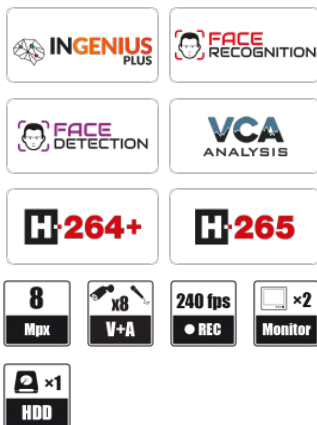 INGENIUS
PLUS
FACE
RECOGNITION
FACE
DETECTION
VCA
ANALYSIS
H·264+
H·265
8
Mpx
x8
V+A
240 fps
REC
×2
Monitor
×1
HDD